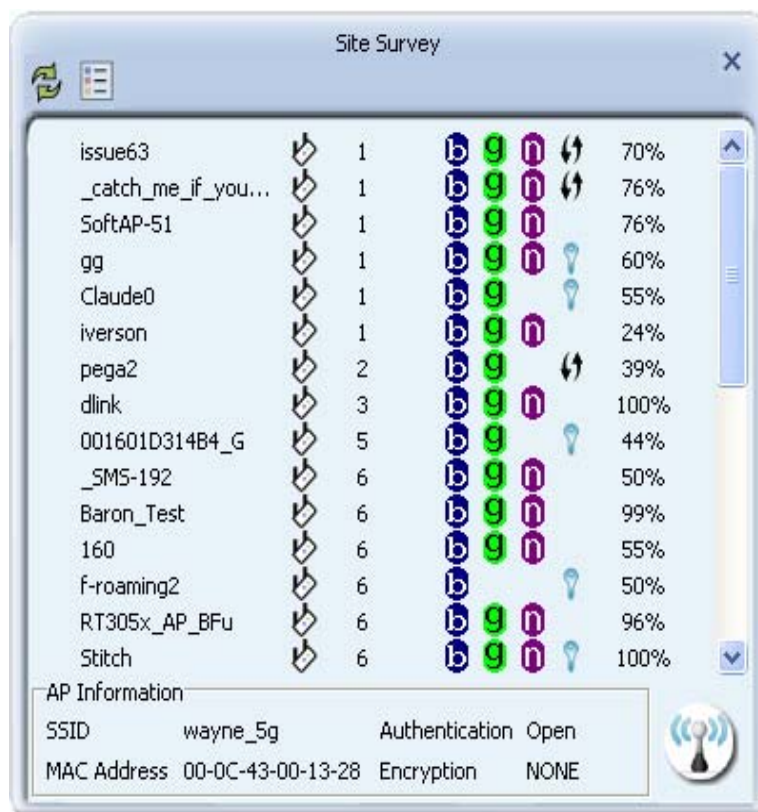 Site Survey
issue63 1 b g n 70%
_catch_me_if_you... 1 b g n 76%
SoftAP-51 1 b g n 76%
gg 1 b g n 60%
Claude0 1 b g 55%
iverson 1 b g n 24%
pega2 2 b g 39%
dlink 3 b g n 100%
001601D314B4_G 5 b g 44%
_SMS-192 6 b g n 50%
Baron_Test 6 b g n 99%
160 6 b g n 55%
f-roaming2 6 b 50%
RT305x_AP_BFu 6 b g n 96%
Stitch 6 b g n 100%
AP Information
SSID wayne_5g Authentication Open
MAC Address 00-0C-43-00-13-28 Encryption NONE